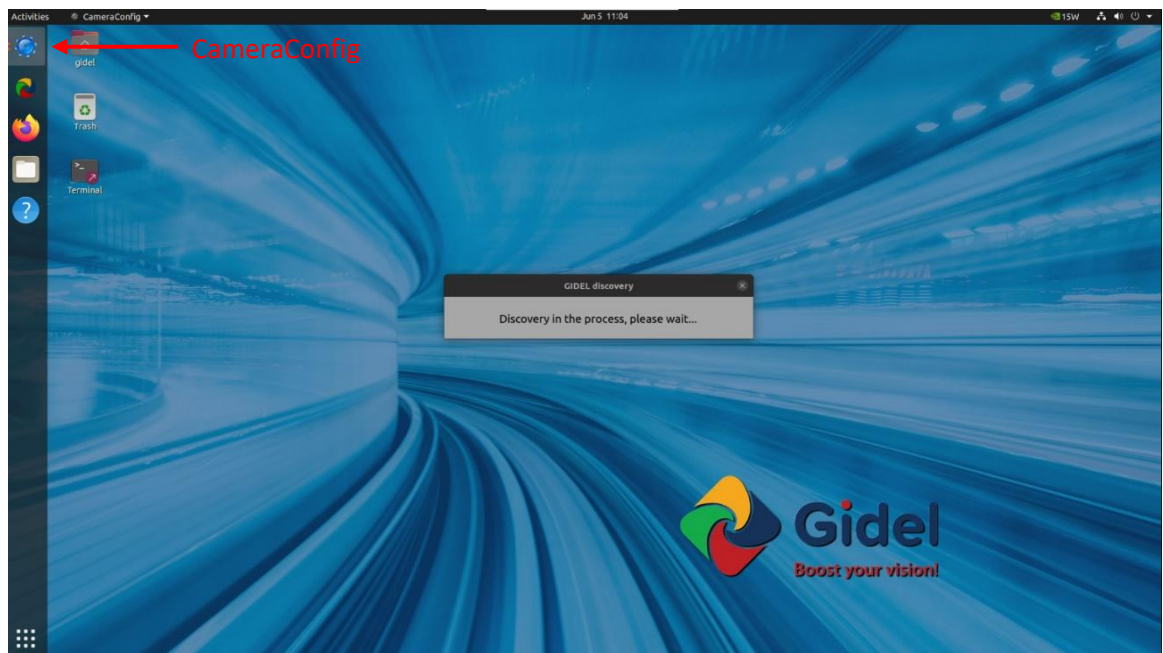 Activities CameraConfig Jun 5 11:04 15W
CameraConfig
gidel
Trash
Terminal
GIDEL discovery
Discovery in the process, please wait...
Gidel
Boost your vision!